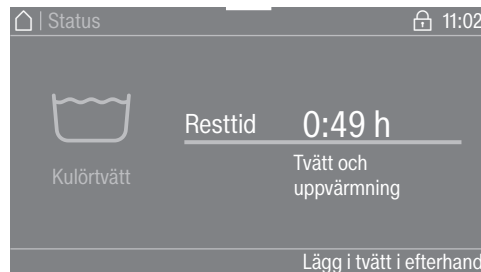 | Status
11:02
Resttid 0:49 h
Kulörtvätt
Tvätt och
uppvärmning
Lägg i tvätt i efterhand